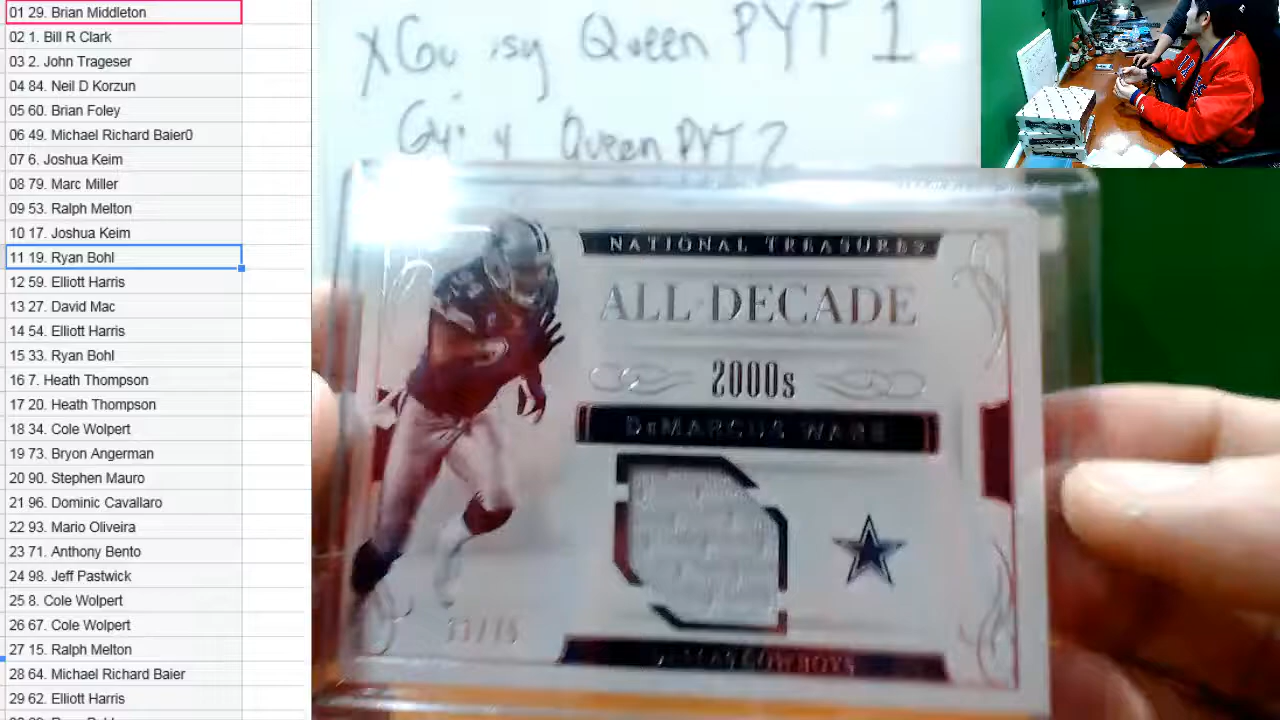 01 29. Brian Middleton
02 1. Bill R Clark
03 2. John Trageser
04 84. Neil D Korzun
05 60. Brian Foley
06 49. Michael Richard Baier0
07 6. Joshua Keim
08 79. Marc Miller
09 53. Ralph Melton
10 17. Joshua Keim
11 19. Ryan Bohl
12 59. Elliott Harris
13 27. David Mac
14 54. Elliott Harris
15 33. Ryan Bohl
16 7. Heath Thompson
17 20. Heath Thompson
18 34. Cole Wolpert
19 73. Bryon Angerman
20 90. Stephen Mauro
21 96. Dominic Cavallaro
22 93. Mario Oliveira
23 71. Anthony Bento
24 98. Jeff Pastwick
25 8. Cole Wolpert
26 67. Cole Wolpert
27 15. Ralph Melton
28 64. Michael Richard Baier
29 62. Elliott Harris
Queen PYT 1
Queen PYT 2
NATIONAL TREASURES
ALL-DECADE
2000s
DeMARCUS WARE
DALLAS COWBOYS